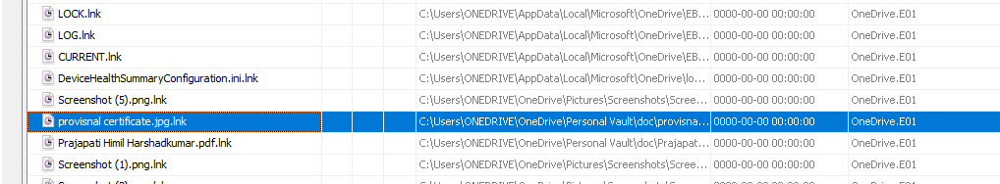 LOCK.lnk C:\Users\ONEDRIVE\AppData\Local\Microsoft\OneDrive\EB... 0000-00-00 00:00:00 OneDrive.E01
LOG.lnk C:\Users\ONEDRIVE\AppData\Local\Microsoft\OneDrive\EB... 0000-00-00 00:00:00 OneDrive.E01
CURRENT.lnk C:\Users\ONEDRIVE\AppData\Local\Microsoft\OneDrive\EB... 0000-00-00 00:00:00 OneDrive.E01
DeviceHealthSummaryConfiguration.ini.lnk C:\Users\ONEDRIVE\AppData\Local\Microsoft\OneDrive\lo... 0000-00-00 00:00:00 OneDrive.E01
Screenshot (5).png.lnk C:\Users\ONEDRIVE\OneDrive\Pictures\Screenshots\Scree... 0000-00-00 00:00:00 OneDrive.E01
provisnal certificate.jpg.lnk C:\Users\ONEDRIVE\OneDrive\Personal Vault\doc\provisna... 0000-00-00 00:00:00 OneDrive.E01
Prajapati Himil Harshadkumar.pdf.lnk C:\Users\ONEDRIVE\OneDrive\Personal Vault\doc\Prajapat... 0000-00-00 00:00:00 OneDrive.E01
Screenshot (1).png.lnk C:\Users\ONEDRIVE\OneDrive\Pictures\Screenshots\Scree... 0000-00-00 00:00:00 OneDrive.E01